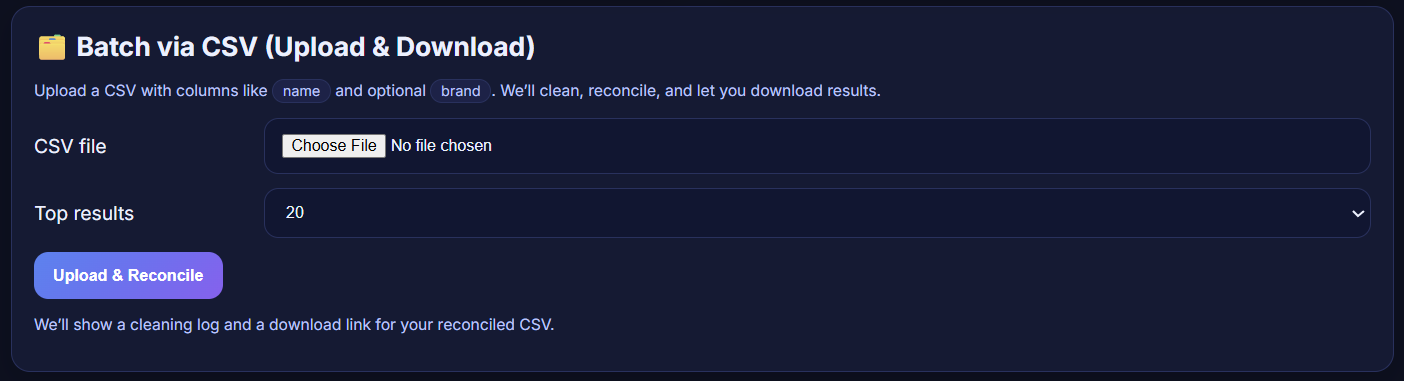 Batch via CSV (Upload & Download)
Upload a CSV with columns like name and optional brand. We’ll clean, reconcile, and let you download results.
CSV file
Choose File No file chosen
Top results
20
Upload & Reconcile
We’ll show a cleaning log and a download link for your reconciled CSV.